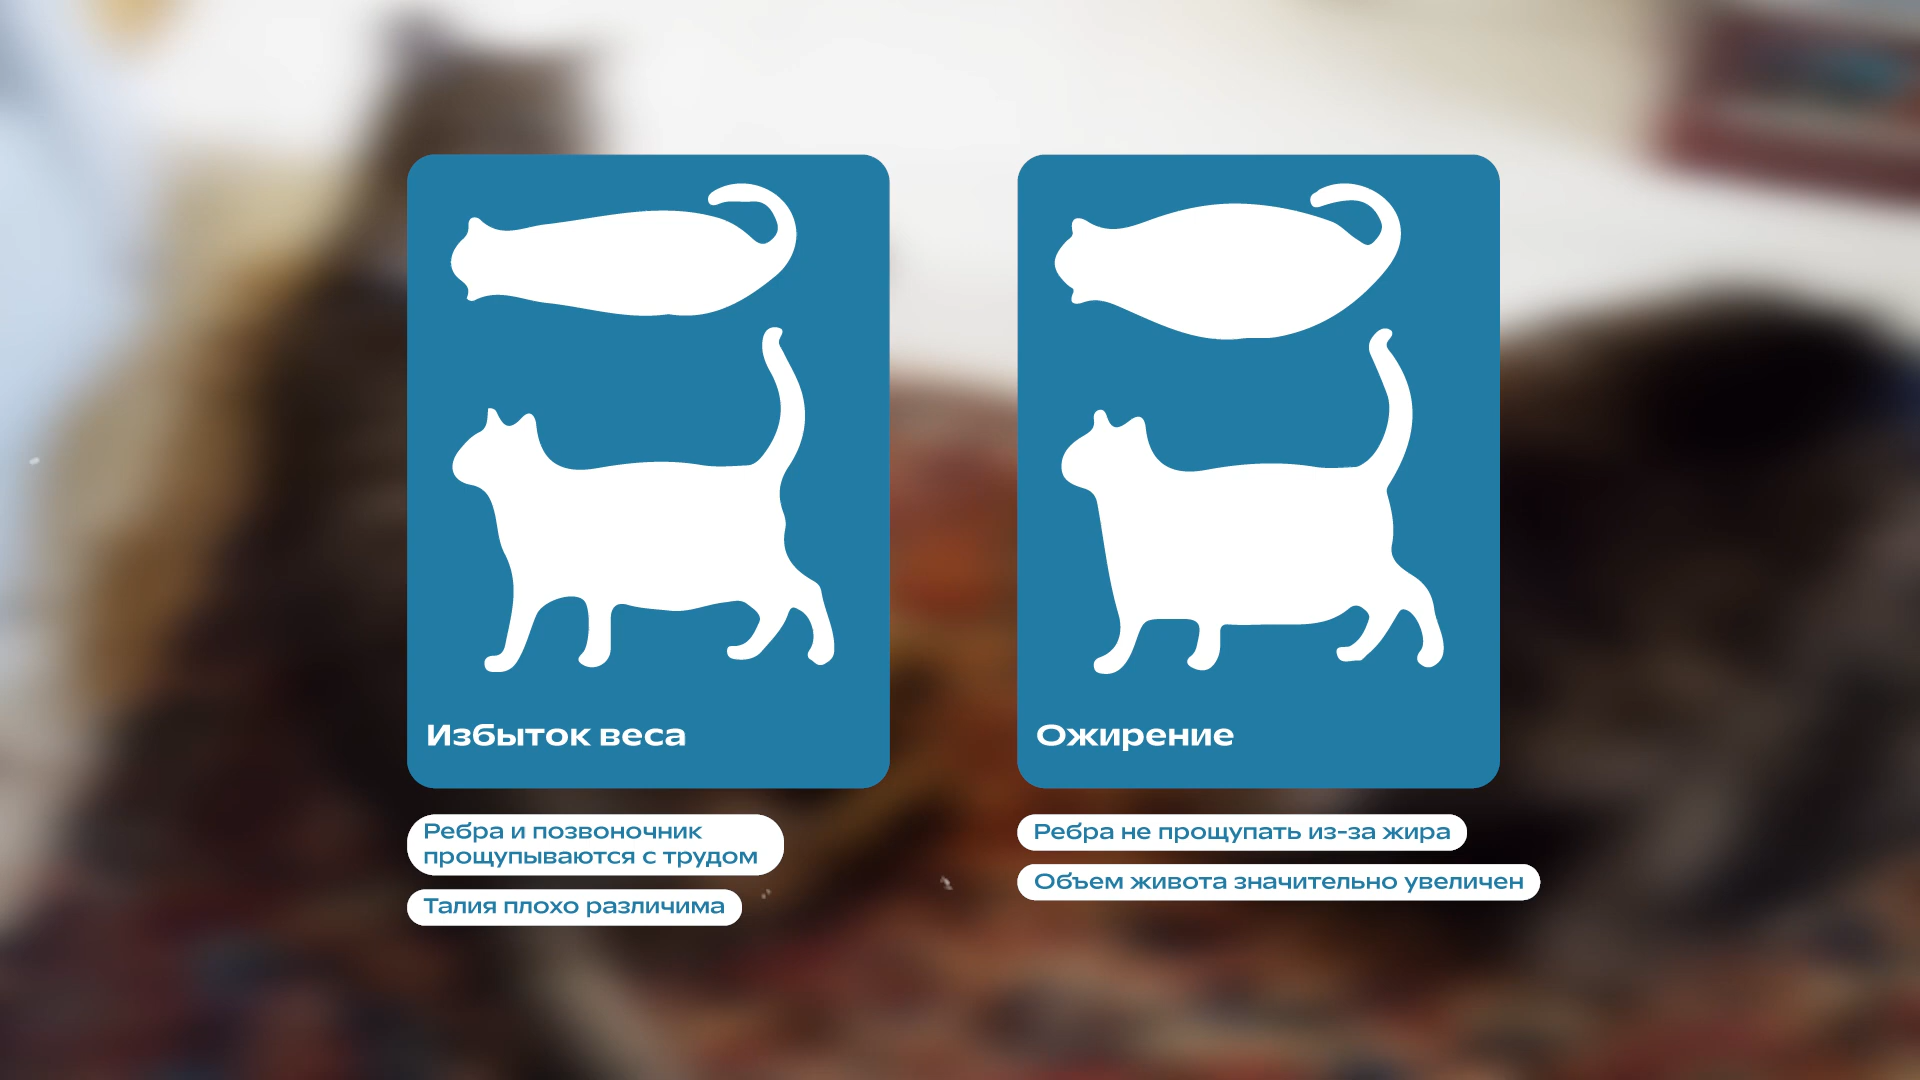 Избыток веса
Ребра и позвоночник
прощупываются с трудом
Талия плохо различима
Ожирение
Ребра не прощупать из-за жира
Объем живота значительно увеличен